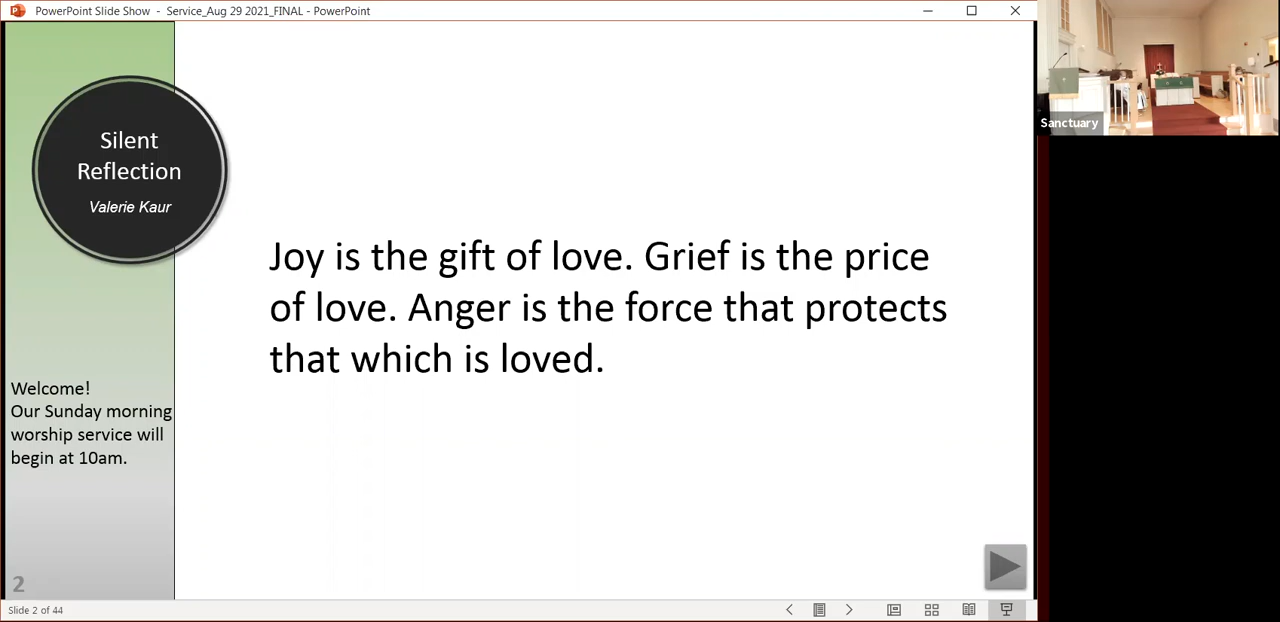 PowerPoint Slide Show - Service_Aug 29 2021_FINAL - PowerPoint
Silent
Reflection
Valerie Kaur
Joy is the gift of love. Grief is the price
of love. Anger is the force that protects
that which is loved.
Welcome!
Our Sunday morning
worship service will
begin at 10am.
2
Slide 2 of 44
Sanctuary